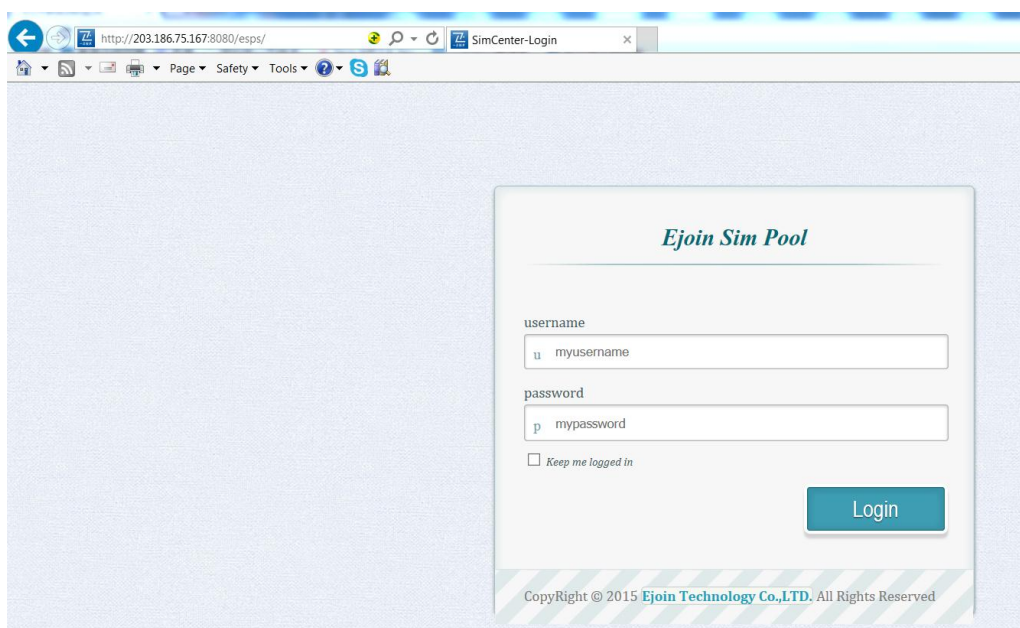 http://203.186.75.167:8080/esps/
SimCenter-Login
Page Safety Tools
Ejoin Sim Pool
username
u myusername
password
p mypassword
Keep me logged in
Login
CopyRight © 2015 Ejoin Technology Co.,LTD. All Rights Reserved